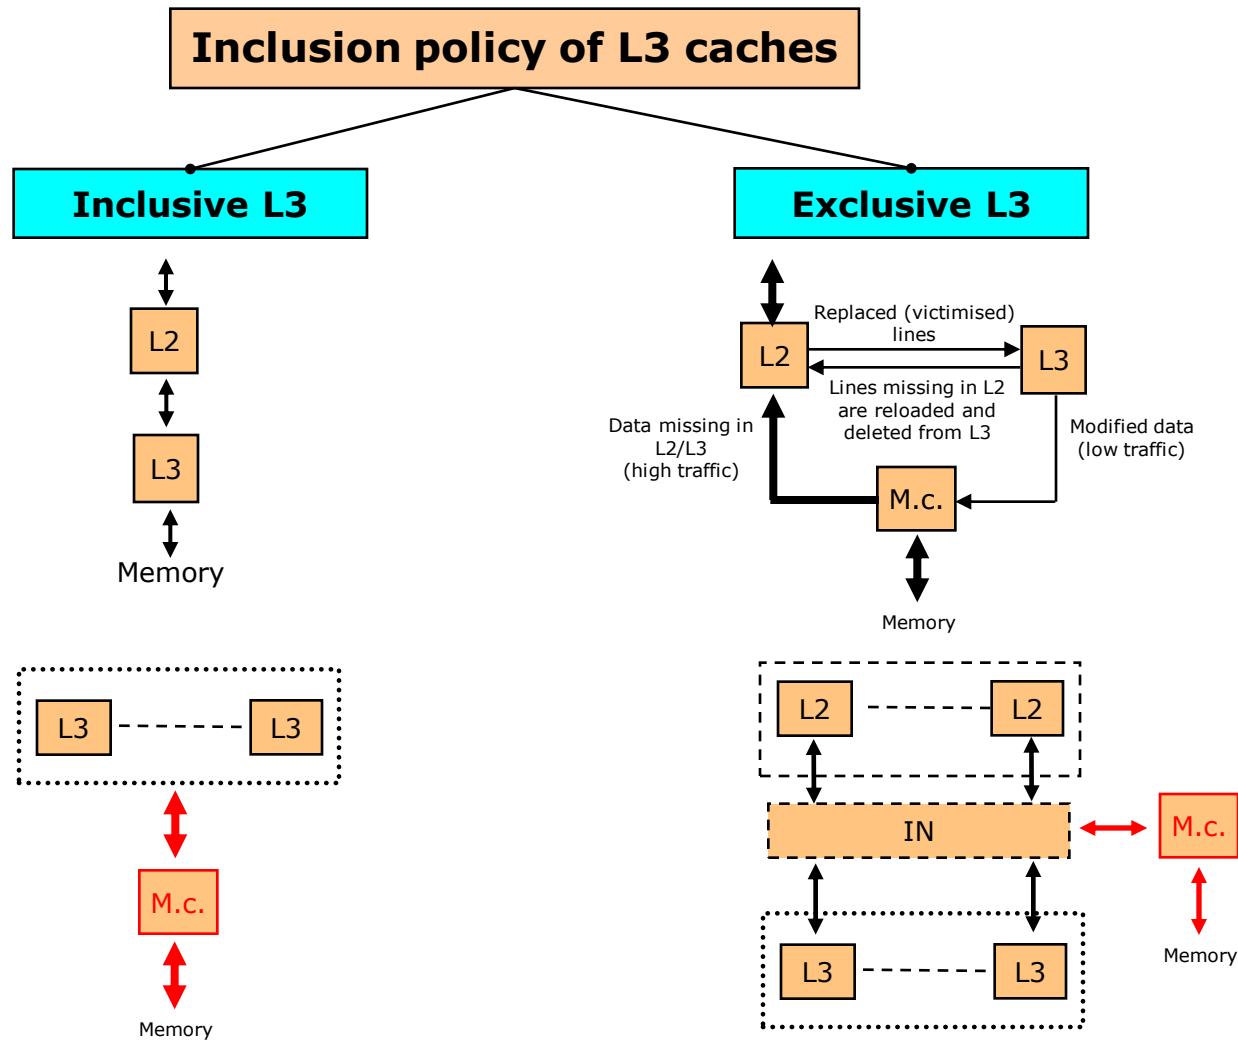 Inclusion policy of L3 caches
Inclusive L3
Exclusive L3
L2
L3
Memory
Replaced (victimised)
lines
L2
L3
Lines missing in L2
are reloaded and
deleted from L3
Data missing in
L2/L3
(high traffic)
Modified data
(low traffic)
M.c.
Memory
L3
L3
M.c.
Memory
L2
L2
IN
M.c.
L3
L3
Memory